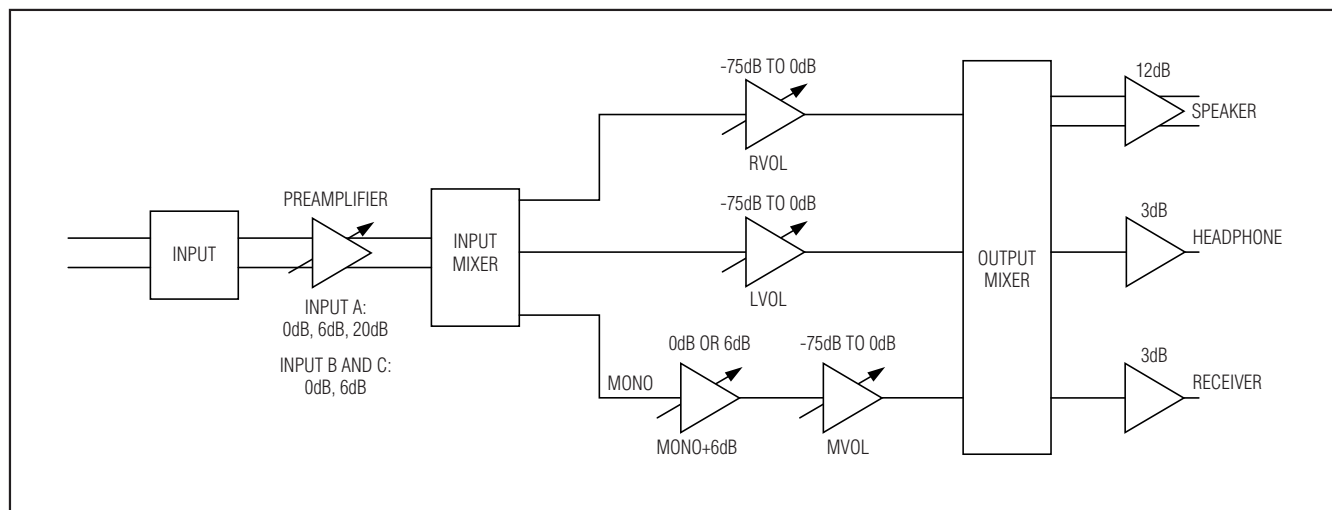 -75dB TO 0dB
RVOL
12dB
SPEAKER
PREAMPLIFIER
INPUT
INPUT A:
0dB, 6dB, 20dB
INPUT B AND C:
0dB, 6dB
INPUT
MIXER
-75dB TO 0dB
LVOL
OUTPUT
MIXER
3dB
HEADPHONE
MONO
0dB OR 6dB
MONO+6dB
-75dB TO 0dB
MVOL
3dB
RECEIVER